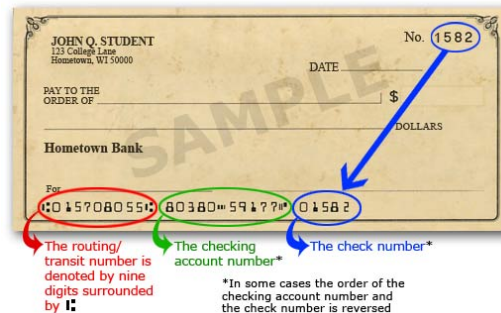 JOHN Q. STUDENT
123 College Lane
Hometown, WI 50000
No. 1582
DATE
PAY TO THE
ORDER OF
$
DOLLARS
SAMPLE
Hometown Bank
For
⑆015708055⑆ 80380⑉59177⑈ 01582
The routing/
transit number is
denoted by nine
digits surrounded
by ⑆
The checking
account number*
The check number*
*In some cases the order of the
checking account number and
the check number is reversed